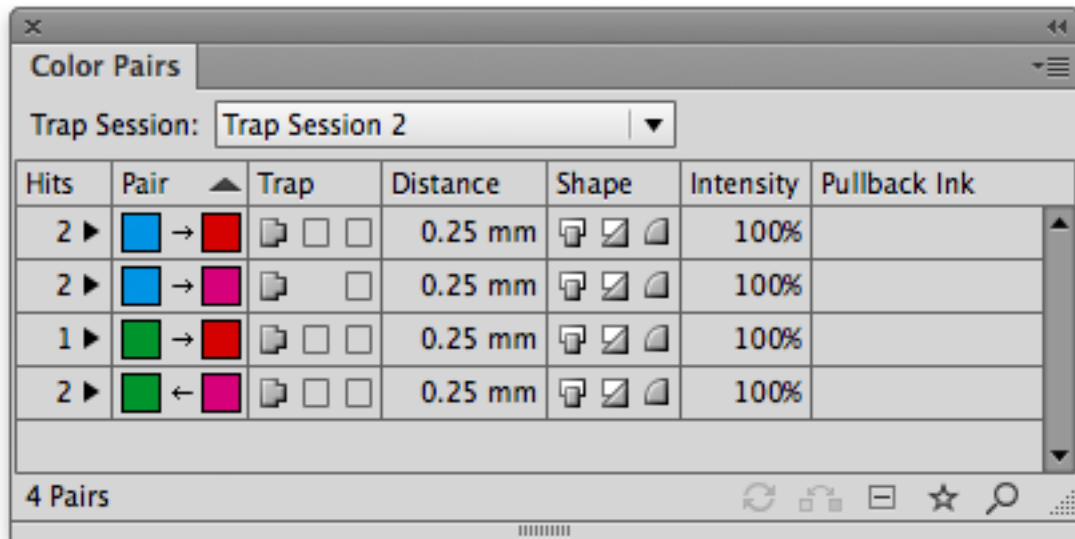 Color Pairs
Trap Session: Trap Session 2
Hits Pair Trap Distance Shape Intensity Pullback Ink
2 0.25 mm 100%
2 0.25 mm 100%
1 0.25 mm 100%
2 0.25 mm 100%
4 Pairs